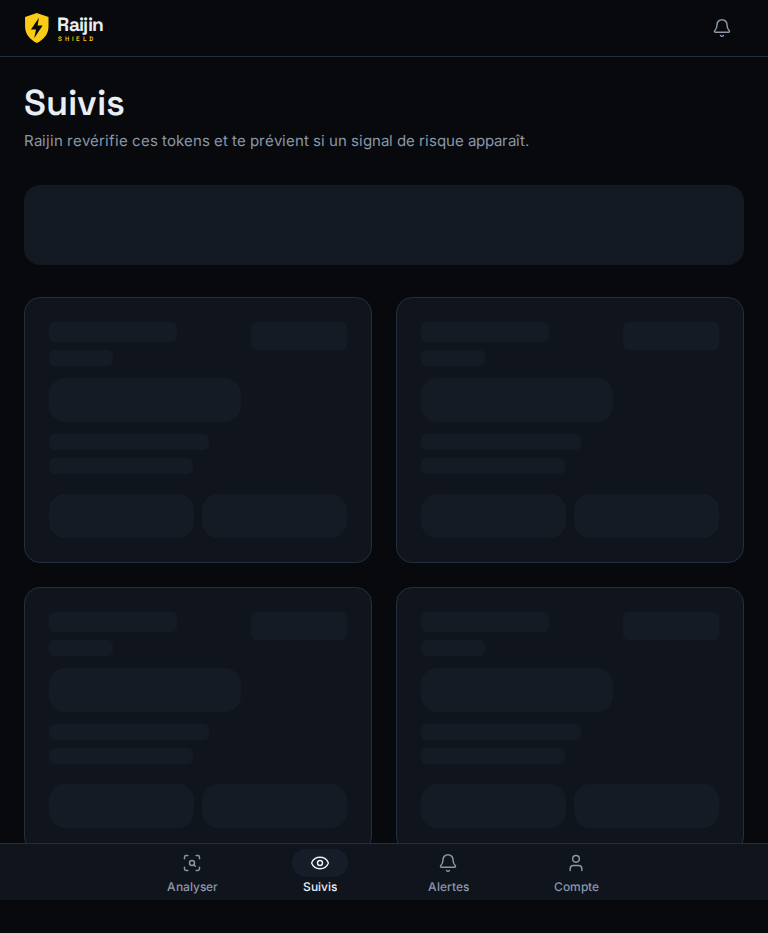 Raijin
SHIELD
Suivis
Raijin revérifie ces tokens et te prévient si un signal de risque apparaît.
Analyser
Suivis
Alertes
Compte